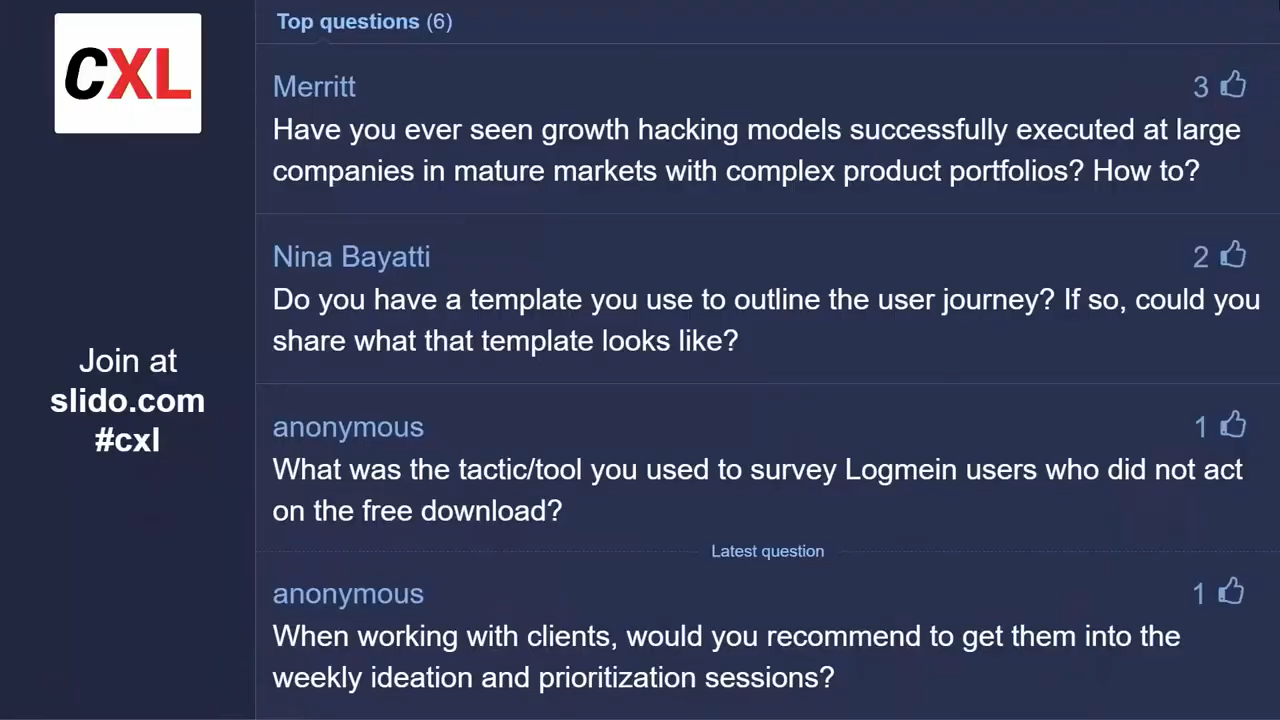 CXL
Join at
slido.com
#cxl
Top questions (6)
Merritt
3
Have you ever seen growth hacking models successfully executed at large
companies in mature markets with complex product portfolios? How to?
Nina Bayatti
2
Do you have a template you use to outline the user journey? If so, could you
share what that template looks like?
anonymous
1
What was the tactic/tool you used to survey Logmein users who did not act
on the free download?
Latest question
anonymous
1
When working with clients, would you recommend to get them into the
weekly ideation and prioritization sessions?